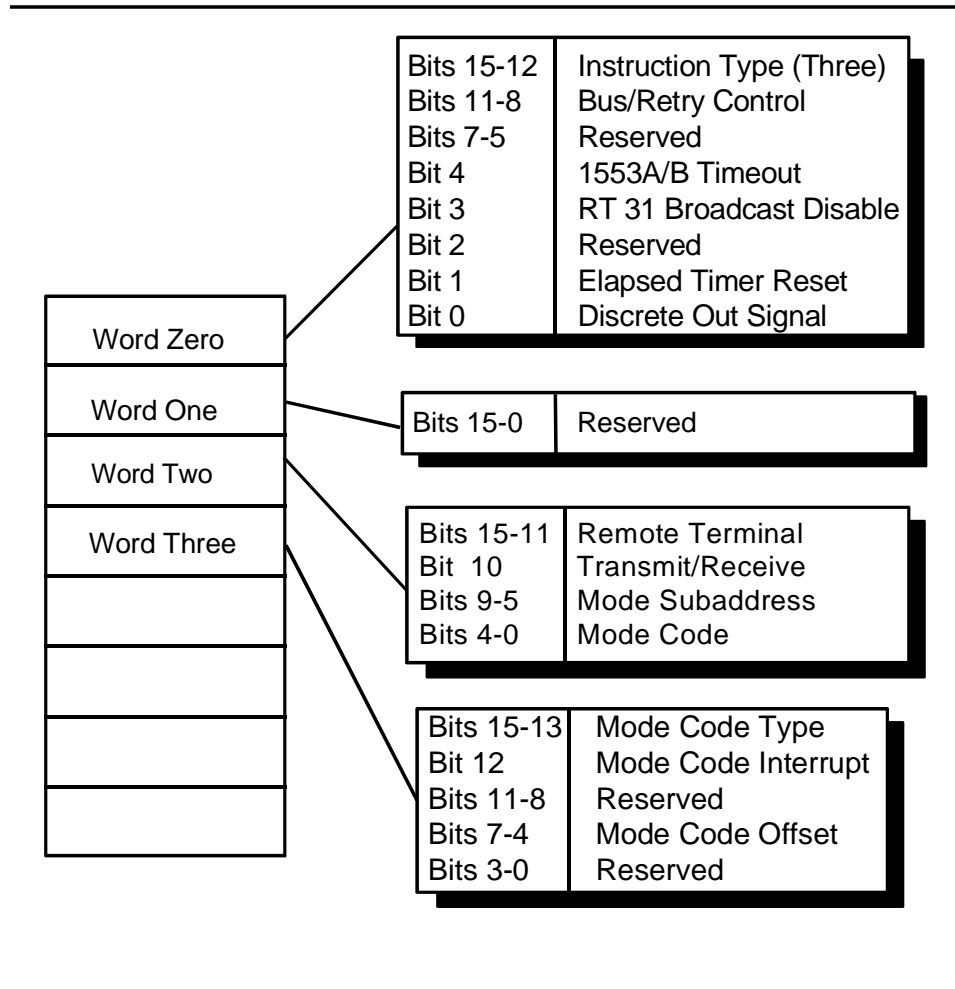 Bits 15-12 Instruction Type (Three)
Bits 11-8 Bus/Retry Control
Bits 7-5 Reserved
Bit 4 1553A/B Timeout
Bit 3 RT 31 Broadcast Disable
Bit 2 Reserved
Bit 1 Elapsed Timer Reset
Bit 0 Discrete Out Signal
Word Zero
Word One
Bits 15-0 Reserved
Word Two
Word Three
Bits 15-11 Remote Terminal
Bit 10 Transmit/Receive
Bits 9-5 Mode Subaddress
Bits 4-0 Mode Code
Bits 15-13 Mode Code Type
Bit 12 Mode Code Interrupt
Bits 11-8 Reserved
Bits 7-4 Mode Code Offset
Bits 3-0 Reserved